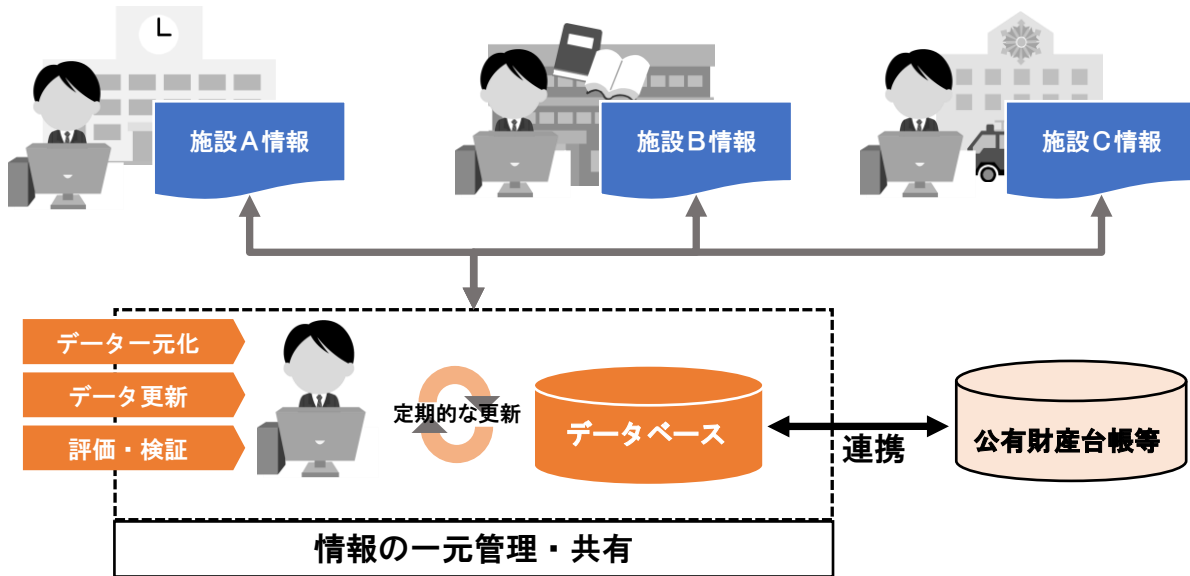 施設A情報
施設B情報
施設C情報
データ一元化
データ更新
評価・検証
定期的な更新
データベース
連携
公有財産台帳等
情報の一元管理・共有